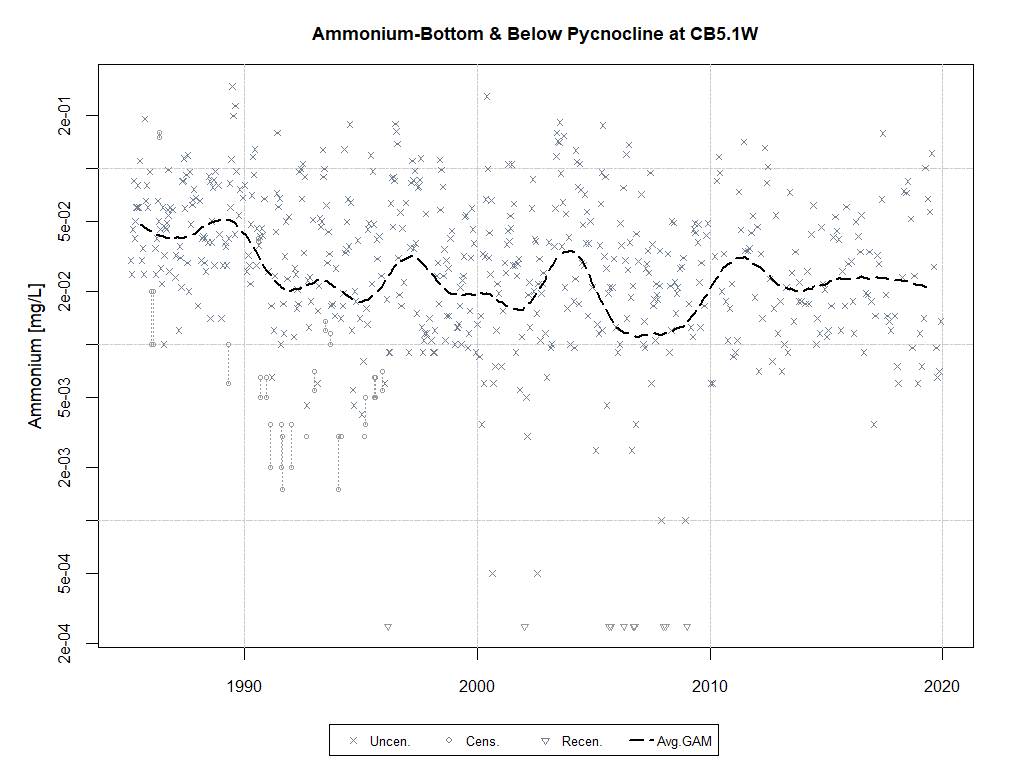 Ammonium-Bottom & Below Pycnocline at CB5.1W
Ammonium [mg/L]
2e-01
5e-02
2e-02
5e-03
2e-03
5e-04
2e-04
1990 2000 2010 2020
Uncen. Cens. Recen. Avg.GAM